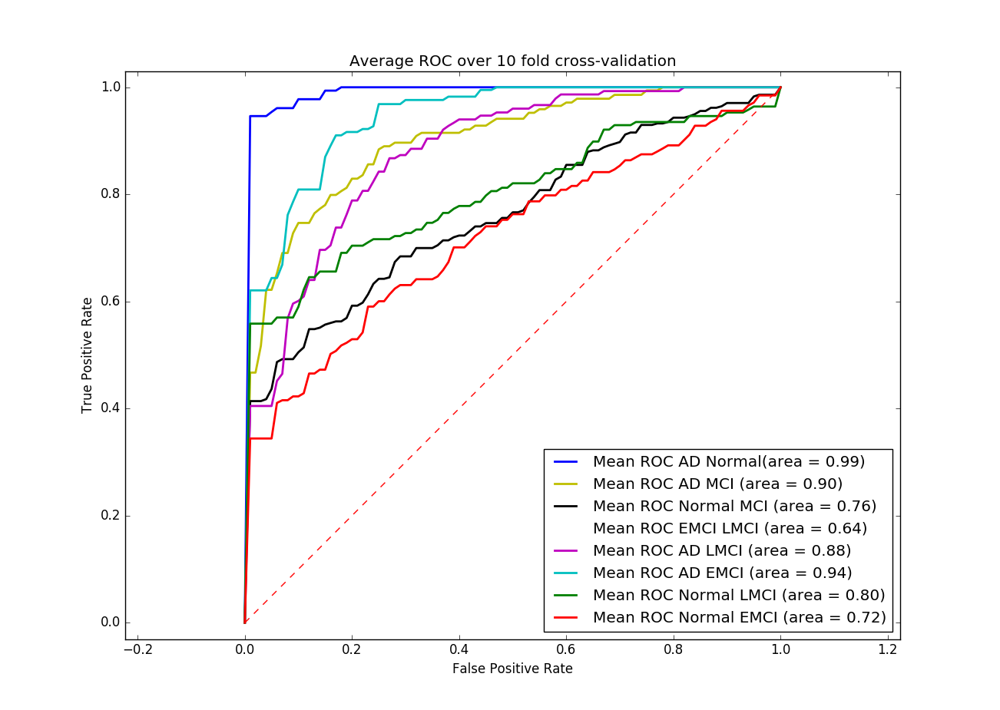 Average ROC over 10 fold cross-validation
1.0
0.8
0.6
0.4
0.2
0.0
True Positive Rate
Mean ROC AD Normal(area = 0.99)
Mean ROC AD MCI (area = 0.90)
Mean ROC Normal MCI (area = 0.76)
Mean ROC EMCI LMCI (area = 0.64)
Mean ROC AD LMCI (area = 0.88)
Mean ROC AD EMCI (area = 0.94)
Mean ROC Normal LMCI (area = 0.80)
Mean ROC Normal EMCI (area = 0.72)
−0.2 0.0 0.2 0.4 0.6 0.8 1.0 1.2
False Positive Rate